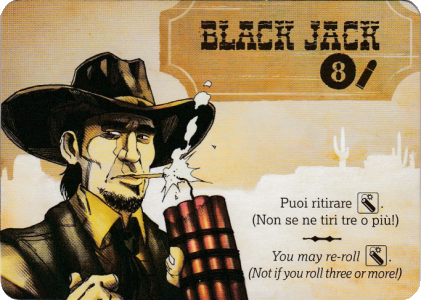 BLACK JACK
8
Puoi ritirare .
(Non se ne tiri tre o più!)
You may re-roll .
(Not if you roll three or more!)